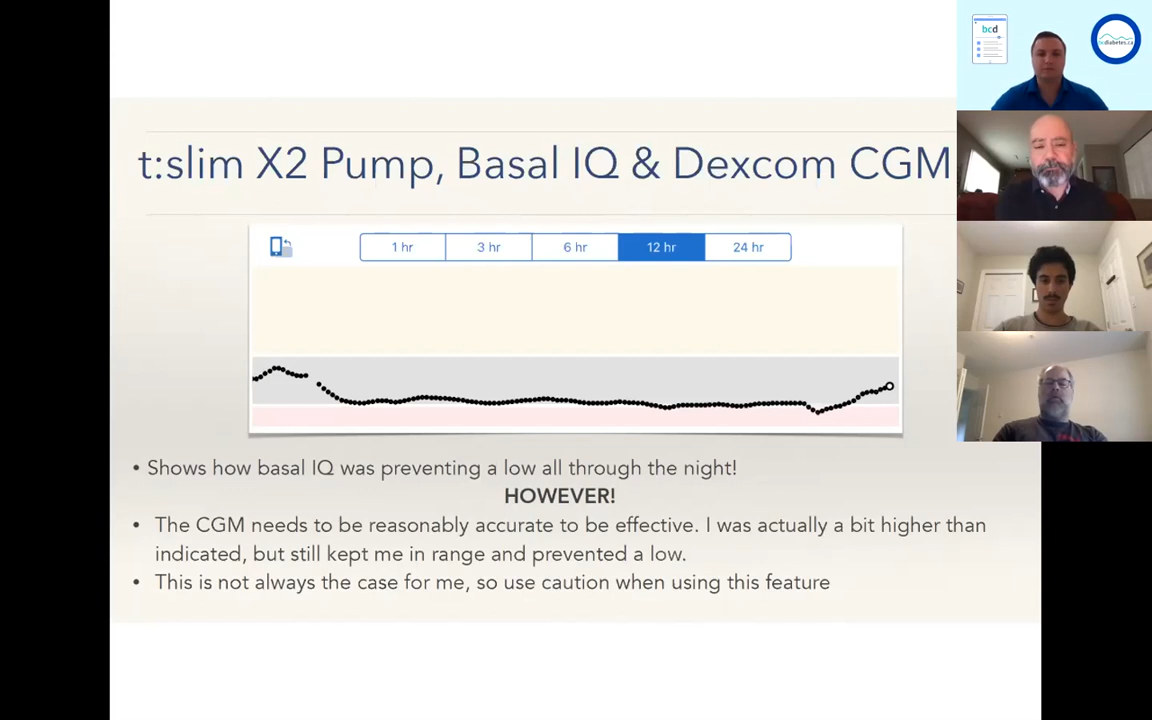 t:slim X2 Pump, Basal IQ & Dexcom CGM
1 hr
3 hr
6 hr
12 hr
24 hr
• Shows how basal IQ was preventing a low all through the night!
HOWEVER!
• The CGM needs to be reasonably accurate to be effective. I was actually a bit higher than
indicated, but still kept me in range and prevented a low.
• This is not always the case for me, so use caution when using this feature
bcd
bcdiabetes.ca